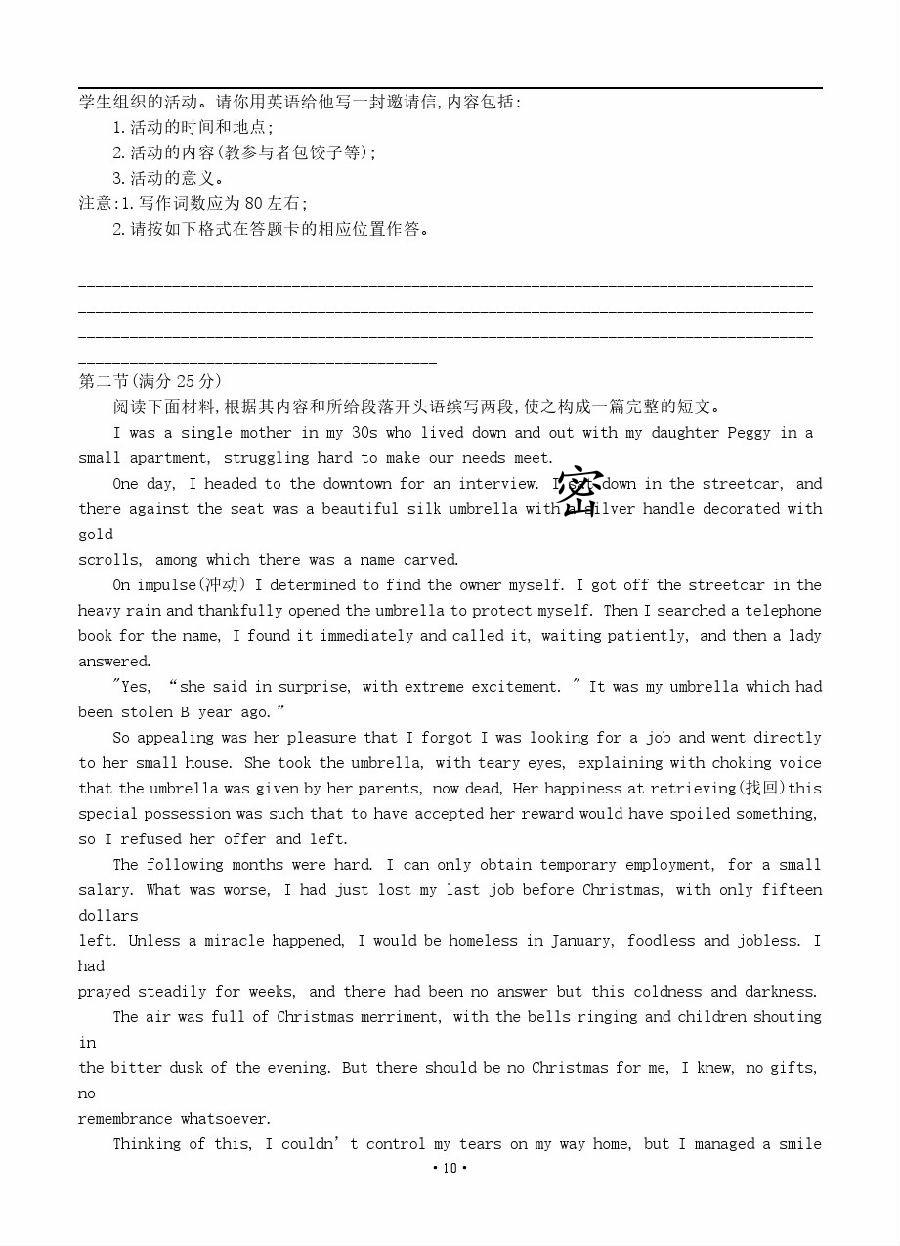 学生组织的活动。请你用英语给他写一封邀请信,内容包括:
1.活动的时间和地点;
2.活动的内容(教参与者包饺子等);
3.活动的意义。
注意:1.写作词数应为80左右;
2.请按如下格式在答题卡的相应位置作答。
第二节(满分25分)
阅读下面材料,根据其内容和所给段落开头语缤写两段,使之构成一篇完整的短文。
I was a single mother in my 30s who lived down and out with my daughter Peggy in a
small apartment, struggling hard to make our needs meet.
One day, I headed to the downtown for an interview. I down in the streetcar, and
there against the seat was a beautiful silk umbrella with a silver handle decorated with
gold
scrolls, among which there was a name carved.
On impulse(冲动) I determined to find the owner myself. I got off the streetcar in the
heavy rain and thankfully opened the umbrella to protect myself. Then I searched a telephone
book for the name, I found it immediately and called it, waiting patiently, and then a lady
answered.
"Yes, “she said in surprise, with extreme excitement. " It was my umbrella which had
been stolen B year ago."
So appealing was her pleasure that I forgot I was looking for a job and went directly
to her small house. She took the umbrella, with teary eyes, explaining with choking voice
that the umbrella was given by her parents, now dead, Her happiness at retrieving(找回)this
special possession was such that to have accepted her reward would have spoiled something,
so I refused her offer and left.
The following months were hard. I can only obtain temporary employment, for a small
salary. What was worse, I had just lost my last job before Christmas, with only fifteen
dollars
left. Unless a miracle happened, I would be homeless in January, foodless and jobless. I
had
prayed steadily for weeks, and there had been no answer but this coldness and darkness.
The air was full of Christmas merriment, with the bells ringing and children shouting
in
the bitter dusk of the evening. But there should be no Christmas for me, I knew, no gifts,
no
remembrance whatsoever.
Thinking of this, I couldn’t control my tears on my way home, but I managed a smile
密
·10·